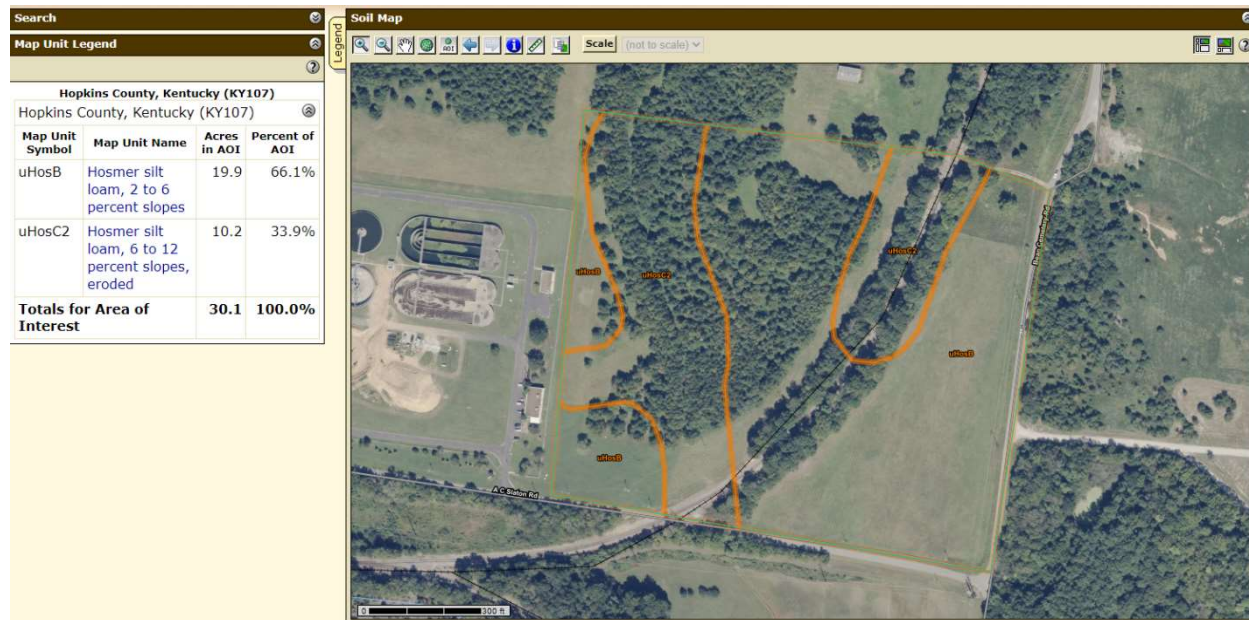 Search
Map Unit Legend
Hopkins County, Kentucky (KY107)
Hopkins County, Kentucky (KY107)
Map Unit Symbol
Map Unit Name
Acres in AOI
Percent of AOI
uHosB
Hosmer silt loam, 2 to 6 percent slopes
19.9
66.1%
uHosC2
Hosmer silt loam, 6 to 12 percent slopes, eroded
10.2
33.9%
Totals for Area of Interest
30.1
100.0%
Legend
Soil Map
AOI
Scale
(not to scale)
uHosC2
uHosB
uHosC2
uHosB
uHosB
A C Slaton Rd
0
300 ft